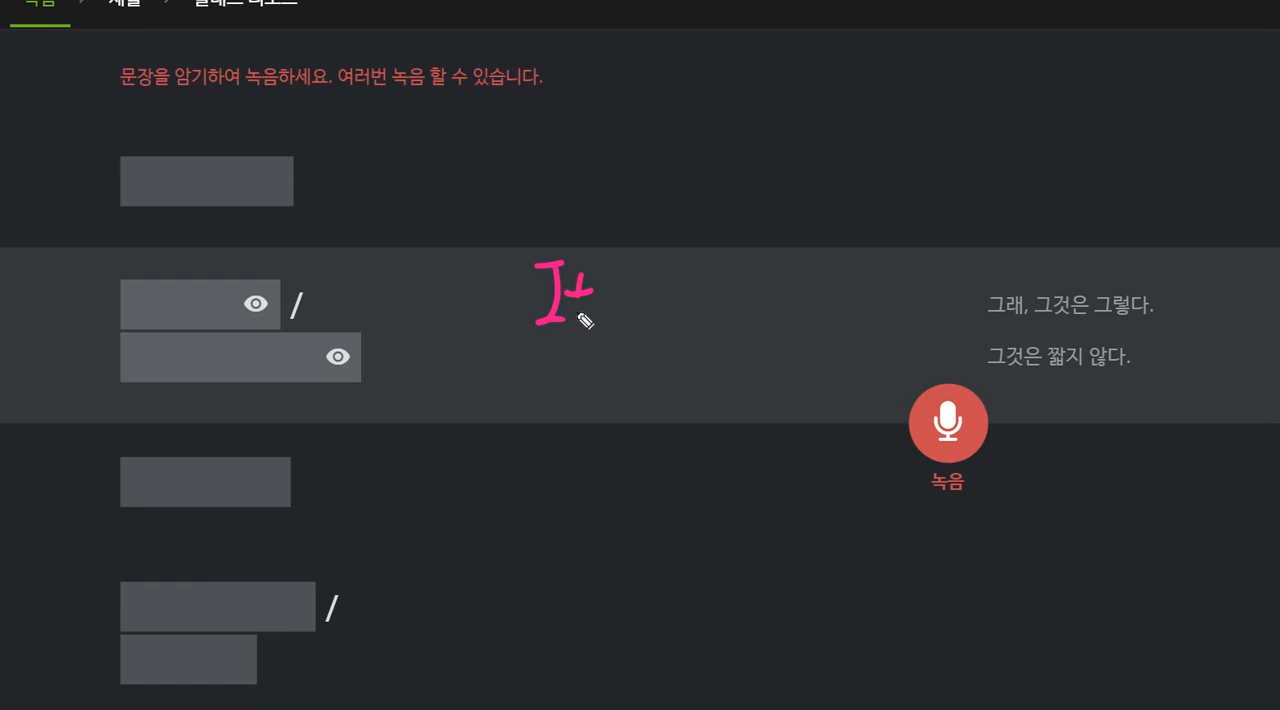 문장을 암기하여 녹음하세요. 여러번 녹음 할 수 있습니다.
/
It
그래, 그것은 그렇다.
그것은 짧지 않다.
녹음
/